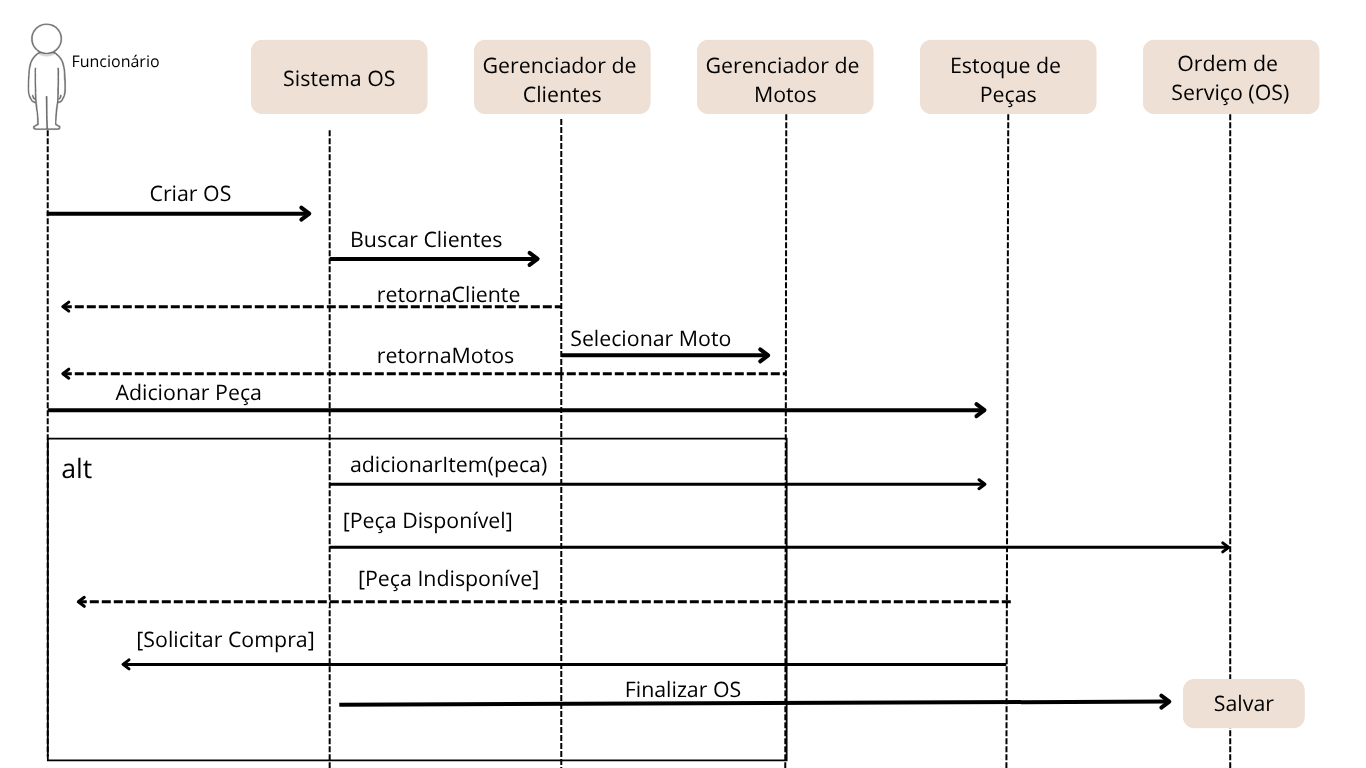 Funcionário
Sistema OS
Gerenciador de
Clientes
Gerenciador de
Motos
Estoque de
Peças
Ordem de
Serviço (OS)
Criar OS
Buscar Clientes
retornaCliente
Selecionar Moto
retornaMotos
Adicionar Peça
alt
adicionarItem(peca)
[Peça Disponível]
[Peça Indisponíve]
[Solicitar Compra]
Finalizar OS
Salvar